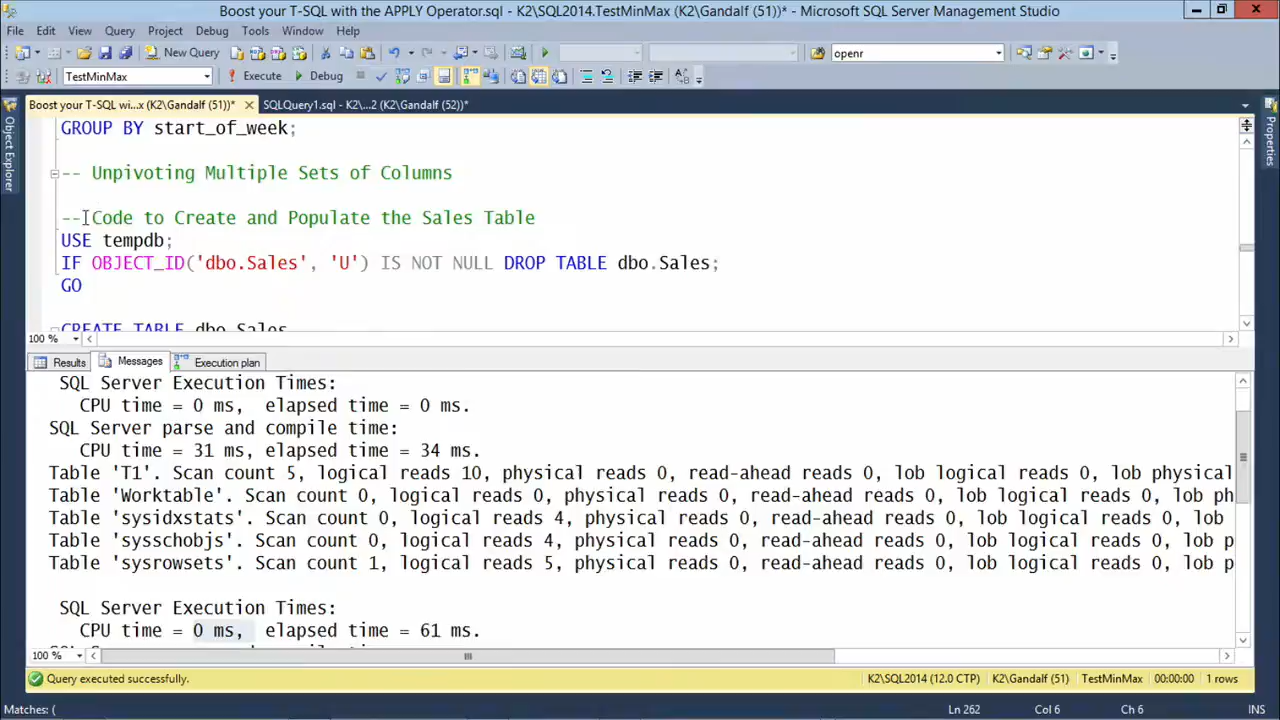 Boost your T-SQL with the APPLY Operator.sql - K2\SQL2014.TestMinMax (K2\Gandalf (51))* - Microsoft SQL Server Management Studio
File Edit View Query Project Debug Tools Window Help
New Query openr
TestMinMax Execute Debug
Boost your T-SQL wi...x (K2\Gandalf (51))* SQLQuery1.sql - K2\...2 (K2\Gandalf (52))*
Object Explorer
Properties
GROUP BY start_of_week;
-- Unpivoting Multiple Sets of Columns
-- Code to Create and Populate the Sales Table
USE tempdb;
IF OBJECT_ID('dbo.Sales', 'U') IS NOT NULL DROP TABLE dbo.Sales;
GO
CREATE TABLE dbo.Sales
100 %
Results Messages Execution plan
SQL Server Execution Times:
CPU time = 0 ms, elapsed time = 0 ms.
SQL Server parse and compile time:
CPU time = 31 ms, elapsed time = 34 ms.
Table 'T1'. Scan count 5, logical reads 10, physical reads 0, read-ahead reads 0, lob logical reads 0, lob physical
Table 'Worktable'. Scan count 0, logical reads 0, physical reads 0, read-ahead reads 0, lob logical reads 0, lob ph
Table 'sysidxstats'. Scan count 0, logical reads 4, physical reads 0, read-ahead reads 0, lob logical reads 0, lob
Table 'sysschobjs'. Scan count 0, logical reads 4, physical reads 0, read-ahead reads 0, lob logical reads 0, lob p
Table 'sysrowsets'. Scan count 1, logical reads 5, physical reads 0, read-ahead reads 0, lob logical reads 0, lob p
SQL Server Execution Times:
CPU time = 0 ms, elapsed time = 61 ms.
100 %
Query executed successfully. K2\SQL2014 (12.0 CTP) K2\Gandalf (51) TestMinMax 00:00:00 1 rows
Matches: ( Ln 262 Col 6 Ch 6 INS